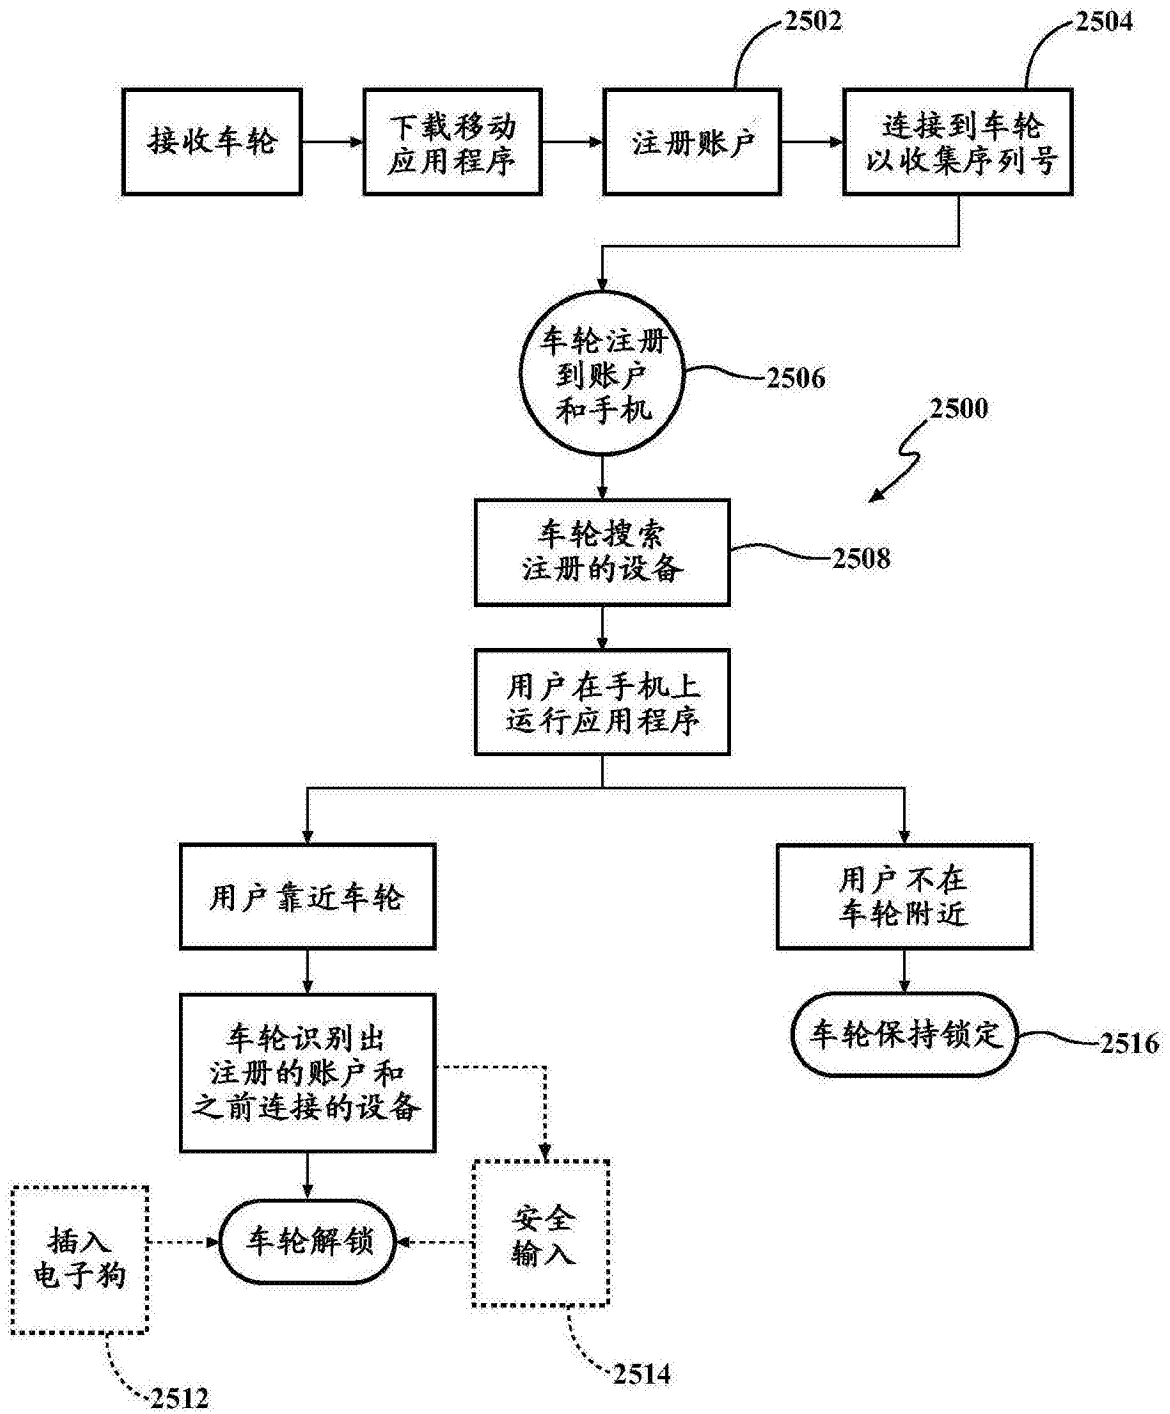 2502
2504
接收车轮
下载移动
应用程序
注册账户
连接到车轮
以收集序列号
车轮注册
到账户
和手机
2506
2500
车轮搜索
注册的设备
2508
用户在手机上
运行应用程序
用户靠近车轮
用户不在
车轮附近
车轮识别出
注册的账户和
之前连接的设备
车轮保持锁定
2516
插入
电子狗
车轮解锁
安全
输入
2512
2514